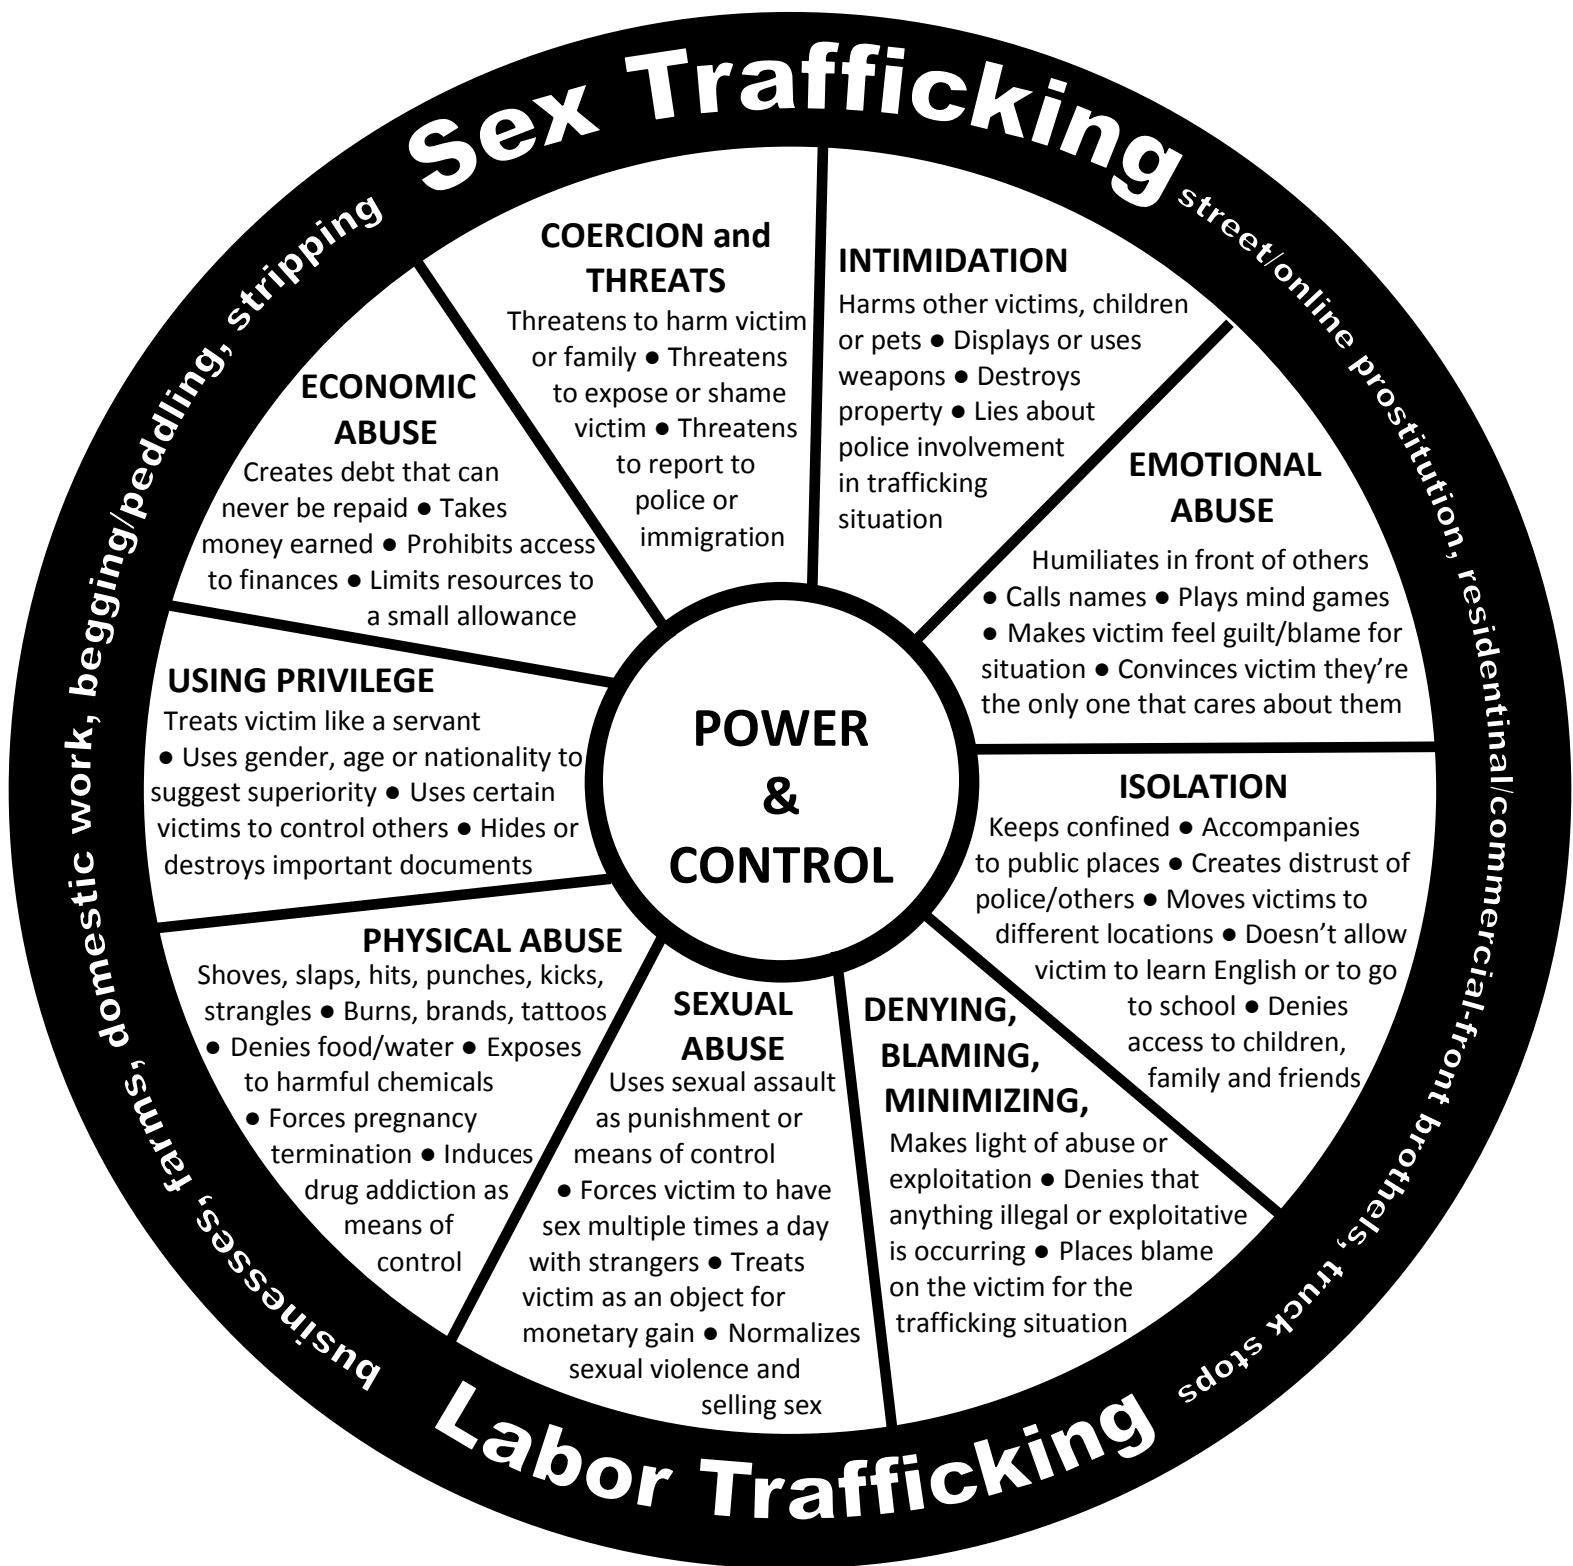 Sex Trafficking
street/online prostitution, residentinal/commercial-front brothels, truck stops
Labor Trafficking
businesses, farms, domestic work, begging/peddling, stripping
POWER
&
CONTROL
COERCION and
THREATS
Threatens to harm victim
or family ● Threatens
to expose or shame
victim ● Threatens
to report to
police or
immigration
INTIMIDATION
Harms other victims, children
or pets ● Displays or uses
weapons ● Destroys
property ● Lies about
police involvement
in trafficking
situation
EMOTIONAL
ABUSE
Humiliates in front of others
● Calls names ● Plays mind games
● Makes victim feel guilt/blame for
situation ● Convinces victim they’re
the only one that cares about them
ISOLATION
Keeps confined ● Accompanies
to public places ● Creates distrust of
police/others ● Moves victims to
different locations ● Doesn’t allow
victim to learn English or to go
to school ● Denies
access to children,
family and friends
DENYING,
BLAMING,
MINIMIZING,
Makes light of abuse or
exploitation ● Denies that
anything illegal or exploitative
is occurring ● Places blame
on the victim for the
trafficking situation
SEXUAL
ABUSE
Uses sexual assault
as punishment or
means of control
● Forces victim to have
sex multiple times a day
with strangers ● Treats
victim as an object for
monetary gain ● Normalizes
sexual violence and
selling sex
PHYSICAL ABUSE
Shoves, slaps, hits, punches, kicks,
strangles ● Burns, brands, tattoos
● Denies food/water ● Exposes
to harmful chemicals
● Forces pregnancy
termination ● Induces
drug addiction as
means of
control
USING PRIVILEGE
Treats victim like a servant
● Uses gender, age or nationality to
suggest superiority ● Uses certain
victims to control others ● Hides or
destroys important documents
ECONOMIC
ABUSE
Creates debt that can
never be repaid ● Takes
money earned ● Prohibits access
to finances ● Limits resources to
a small allowance